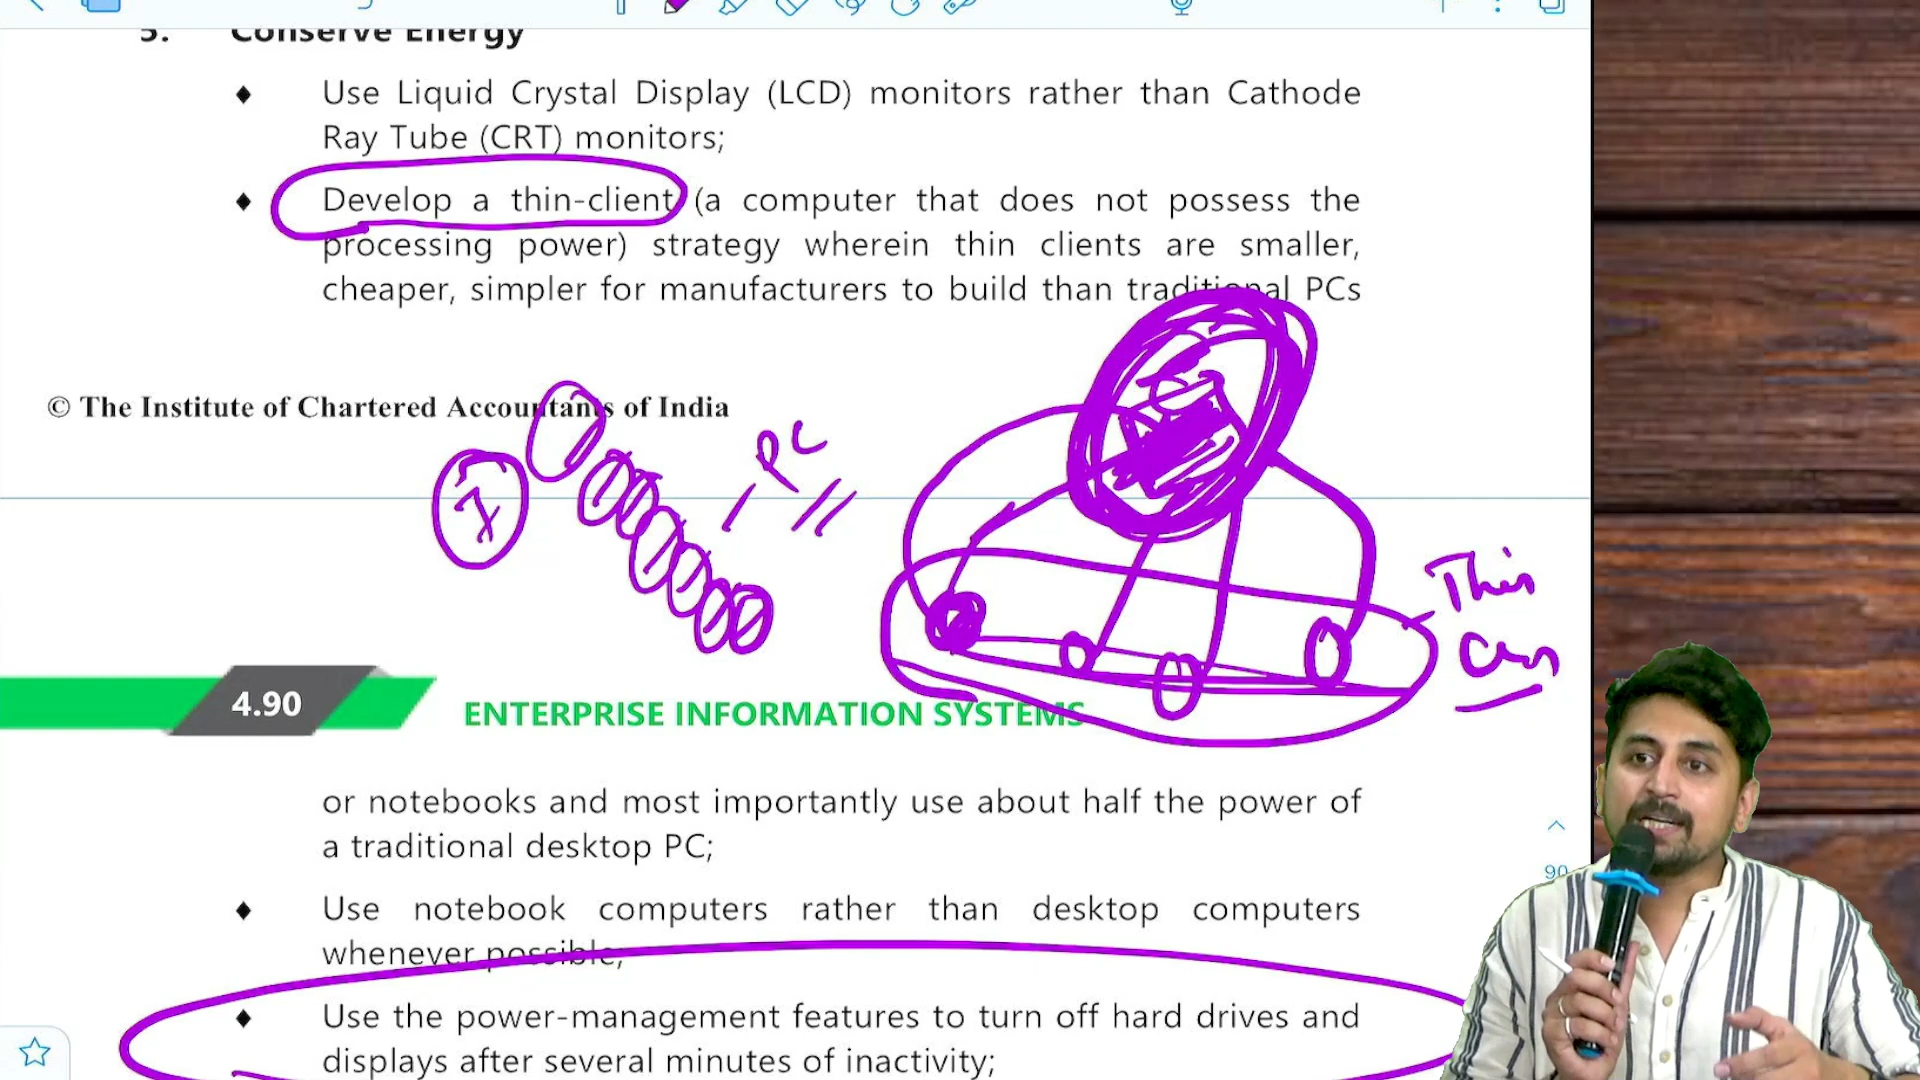 5. Conserve Energy
♦ Use Liquid Crystal Display (LCD) monitors rather than Cathode
Ray Tube (CRT) monitors;
♦ Develop a thin-client (a computer that does not possess the
processing power) strategy wherein thin clients are smaller,
cheaper, simpler for manufacturers to build than traditional PCs
© The Institute of Chartered Accountants of India
PC
Thin
4.90 ENTERPRISE INFORMATION SYSTEMS
or notebooks and most importantly use about half the power of
a traditional desktop PC;
90
♦ Use notebook computers rather than desktop computers
whenever possible;
♦ Use the power-management features to turn off hard drives and
displays after several minutes of inactivity;